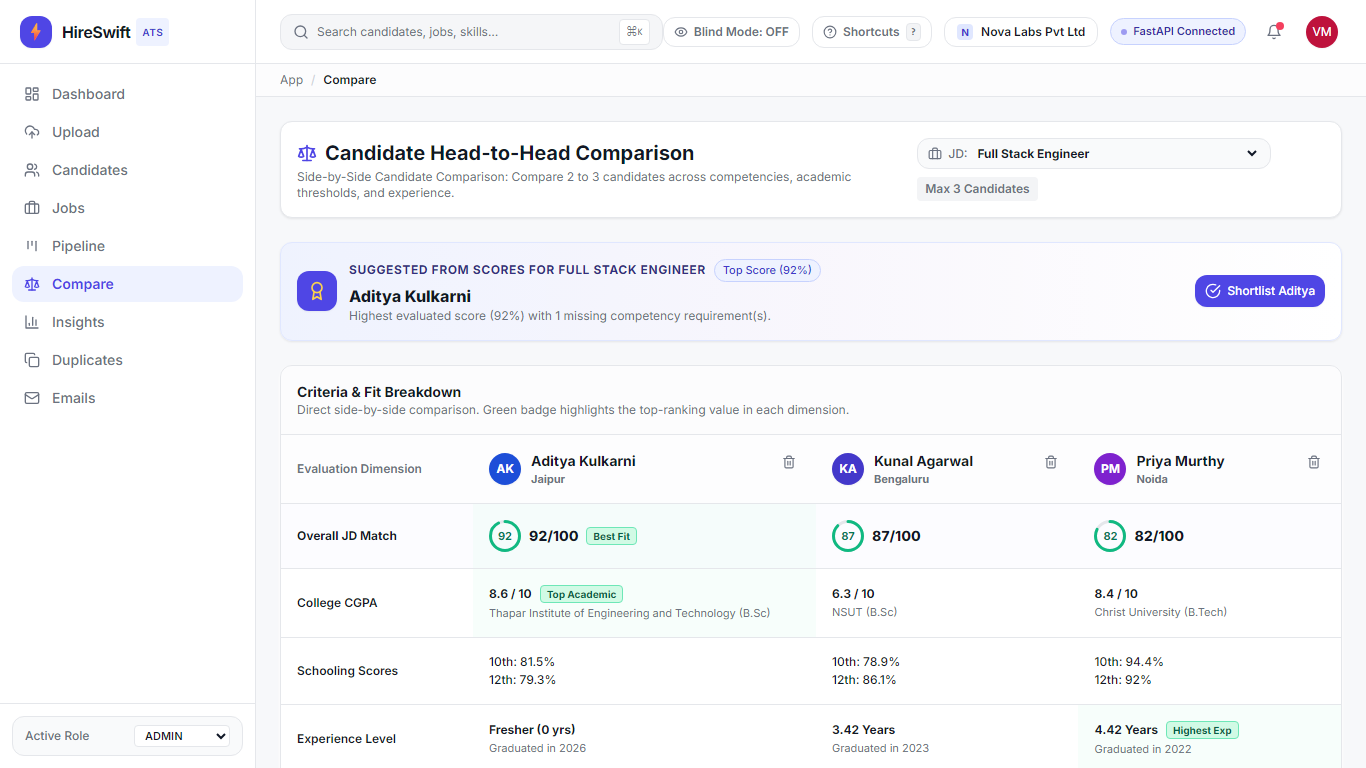 HireSwift ATS
Search candidates, jobs, skills... ⌘K
Blind Mode: OFF
Shortcuts ?
N Nova Labs Pvt Ltd
FastAPI Connected
VM
Dashboard
Upload
Candidates
Jobs
Pipeline
Compare
Insights
Duplicates
Emails
Active Role ADMIN
App / Compare
Candidate Head-to-Head Comparison
Side-by-Side Candidate Comparison: Compare 2 to 3 candidates across competencies, academic
thresholds, and experience.
JD: Full Stack Engineer
Max 3 Candidates
SUGGESTED FROM SCORES FOR FULL STACK ENGINEER Top Score (92%)
Aditya Kulkarni
Highest evaluated score (92%) with 1 missing competency requirement(s).
Shortlist Aditya
Criteria & Fit Breakdown
Direct side-by-side comparison. Green badge highlights the top-ranking value in each dimension.
Evaluation Dimension
AK Aditya Kulkarni
Jaipur
KA Kunal Agarwal
Bengaluru
PM Priya Murthy
Noida
Overall JD Match
92 92/100 Best Fit
87 87/100
82 82/100
College CGPA
8.6 / 10 Top Academic
Thapar Institute of Engineering and Technology (B.Sc)
6.3 / 10
NSUT (B.Sc)
8.4 / 10
Christ University (B.Tech)
Schooling Scores
10th: 81.5%
12th: 79.3%
10th: 78.9%
12th: 86.1%
10th: 94.4%
12th: 92%
Experience Level
Fresher (0 yrs)
Graduated in 2026
3.42 Years
Graduated in 2023
4.42 Years Highest Exp
Graduated in 2022